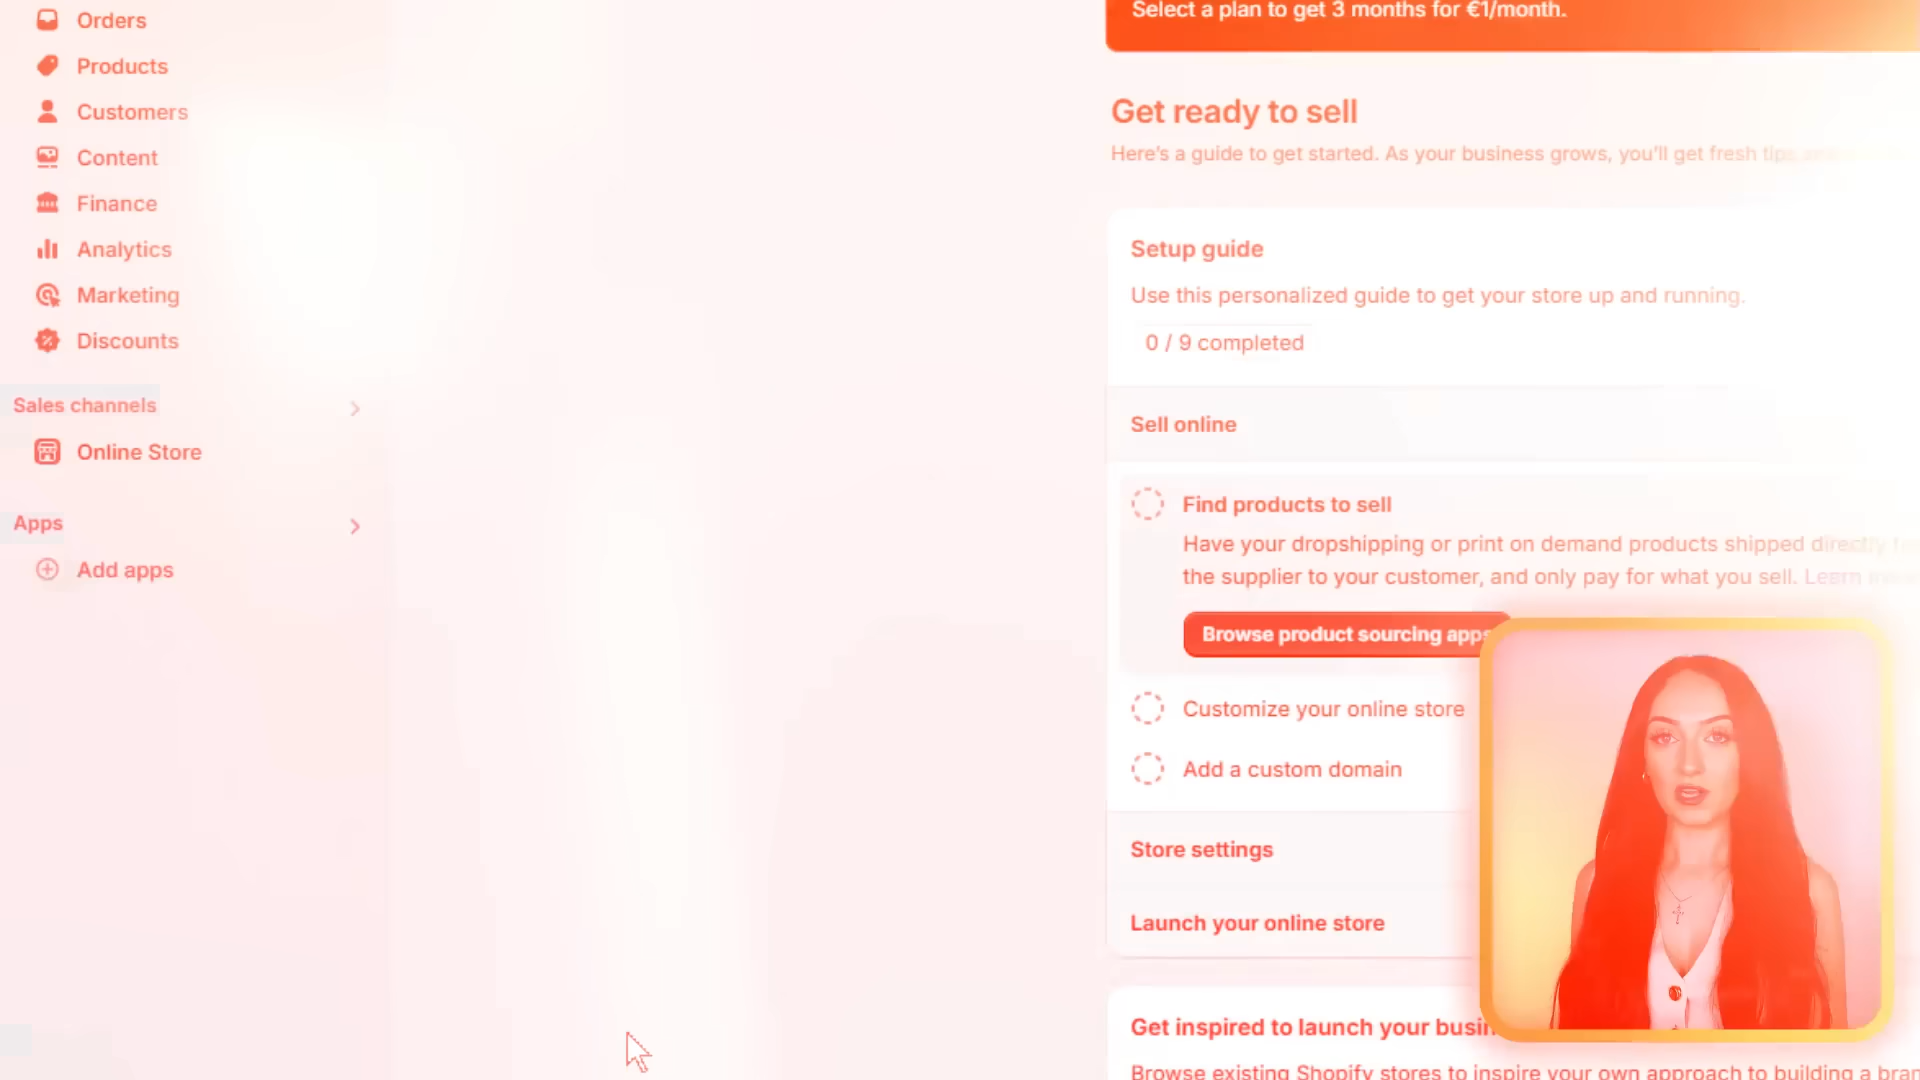 Orders
Products
Customers
Content
Finance
Analytics
Marketing
Discounts
Sales channels
Online Store
Apps
Add apps
Select a plan to get 3 months for €1/month.
Get ready to sell
Here's a guide to get started. As your business grows, you'll get fresh tips
Setup guide
Use this personalized guide to get your store up and running.
0 / 9 completed
Sell online
Find products to sell
Have your dropshipping or print on demand products shipped directly
the supplier to your customer, and only pay for what you sell. Learn
Browse product sourcing apps
Customize your online store
Add a custom domain
Store settings
Launch your online store
Get inspired to launch your
Browse existing Shopify stores to inspire your own approach to building a